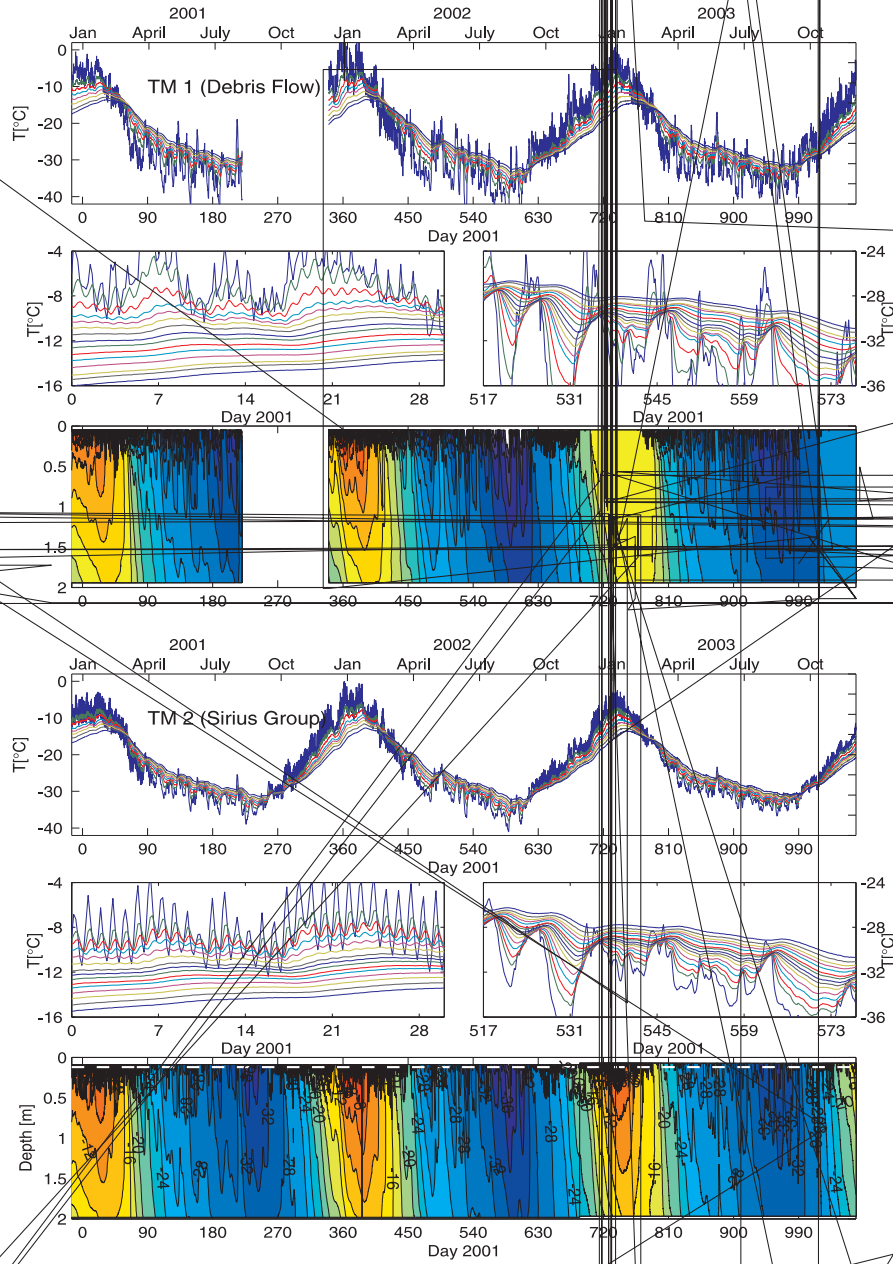 2001 2002 2003
Jan April July Oct Jan April July Oct Jan April July Oct
0
-10
-20
-30
-40
T[°C]
TM 1 (Debris Flow)
0 90 180 270 360 450 540 630 720 810 900 990
Day 2001
-4
-8
-12
-16
T[°C]
0 7 14 21 28
Day 2001
-24
-28
-32
-36
T[°C]
517 531 545 559 573
Day 2001
0
0.5
1
1.5
2
0 90 180 270 360 450 540 630 720 810 900 990
2001 2002 2003
Jan April July Oct Jan April July Oct Jan April July Oct
0
-10
-20
-30
-40
T[°C]
TM 2 (Sirius Group)
0 90 180 270 360 450 540 630 720 810 900 990
Day 2001
-4
-8
-12
-16
T[°C]
0 7 14 21 28
Day 2001
-24
-28
-32
-36
T[°C]
517 531 545 559 573
Day 2001
0
0.5
1
1.5
2
Depth [m]
0 90 180 270 360 450 540 630 720 810 900 990
Day 2001